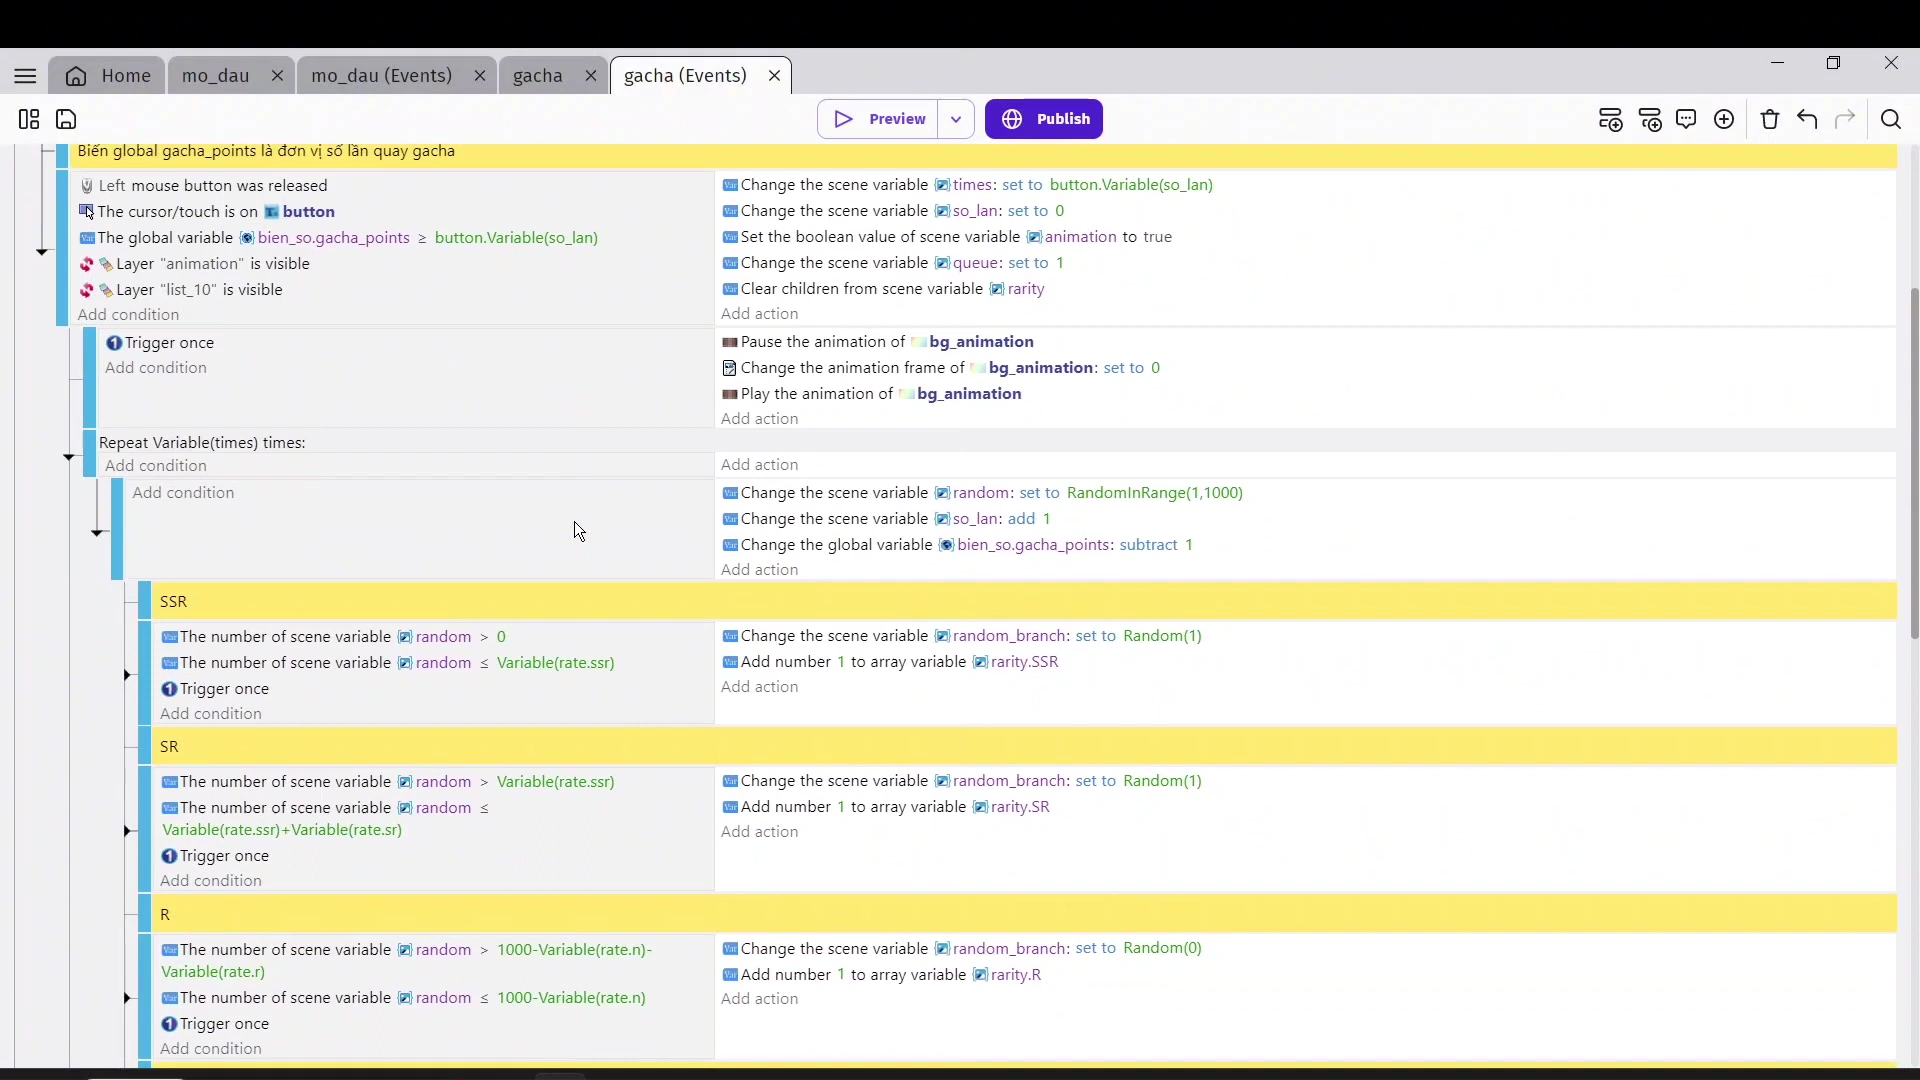 Home
mo_dau
mo_dau (Events)
gacha
gacha (Events)
Preview
Publish
Biến global gacha_points là đơn vị số lần quay gacha
Left mouse button was released
The cursor/touch is on button
The global variable bien_so.gacha_points ≥ button.Variable(so_lan)
Layer "animation" is visible
Layer "list_10" is visible
Add condition
Change the scene variable times: set to button.Variable(so_lan)
Change the scene variable so_lan: set to 0
Set the boolean value of scene variable animation to true
Change the scene variable queue: set to 1
Clear children from scene variable rarity
Add action
Trigger once
Add condition
Pause the animation of bg_animation
Change the animation frame of bg_animation: set to 0
Play the animation of bg_animation
Add action
Repeat Variable(times) times:
Add condition
Add action
Add condition
Change the scene variable random: set to RandomInRange(1,1000)
Change the scene variable so_lan: add 1
Change the global variable bien_so.gacha_points: subtract 1
Add action
SSR
The number of scene variable random > 0
The number of scene variable random ≤ Variable(rate.ssr)
Trigger once
Add condition
Change the scene variable random_branch: set to Random(1)
Add number 1 to array variable rarity.SSR
Add action
SR
The number of scene variable random > Variable(rate.ssr)
The number of scene variable random ≤
Variable(rate.ssr)+Variable(rate.sr)
Trigger once
Add condition
Change the scene variable random_branch: set to Random(1)
Add number 1 to array variable rarity.SR
Add action
R
The number of scene variable random > 1000-Variable(rate.n)-
Variable(rate.r)
The number of scene variable random ≤ 1000-Variable(rate.n)
Trigger once
Add condition
Change the scene variable random_branch: set to Random(0)
Add number 1 to array variable rarity.R
Add action